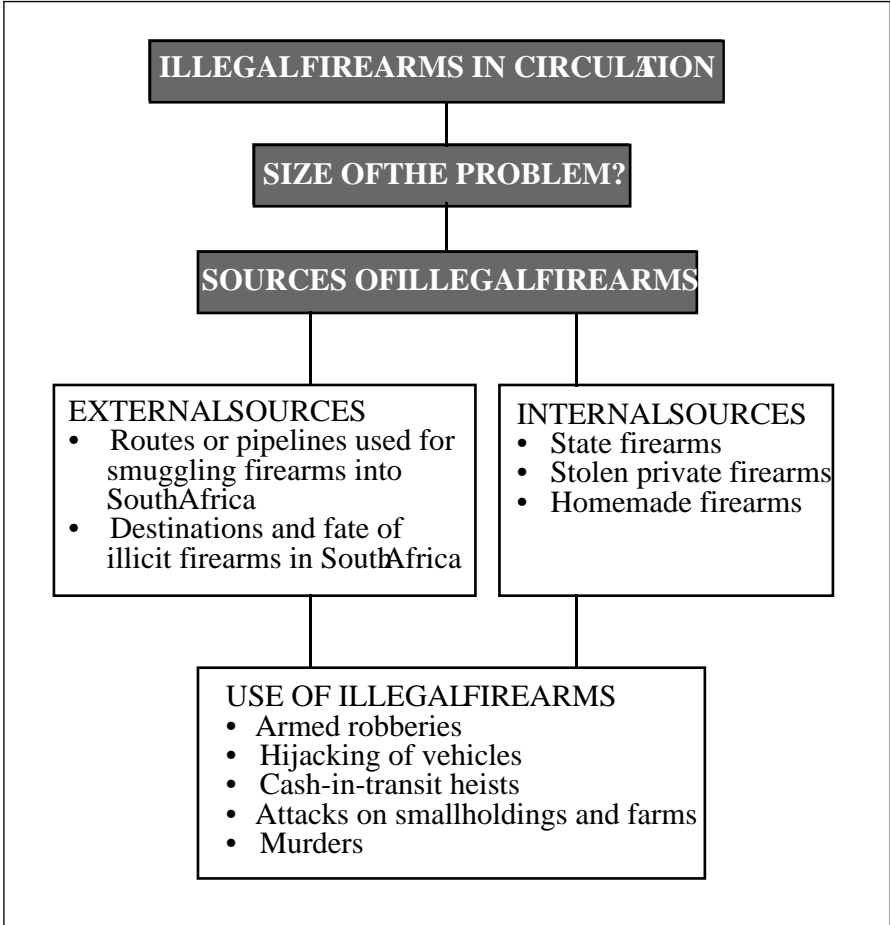 ILLEGALFIREARMS IN CIRCULATION
SIZE OFTHE PROBLEM?
SOURCES OFILLEGALFIREARMS
EXTERNALSOURCES
• Routes or pipelines used for
smuggling firearms into
SouthAfrica
• Destinations and fate of
illicit firearms in SouthAfrica
INTERNALSOURCES
• State firearms
• Stolen private firearms
• Homemade firearms
USE OF ILLEGALFIREARMS
• Armed robberies
• Hijacking of vehicles
• Cash-in-transit heists
• Attacks on smallholdings and farms
• Murders